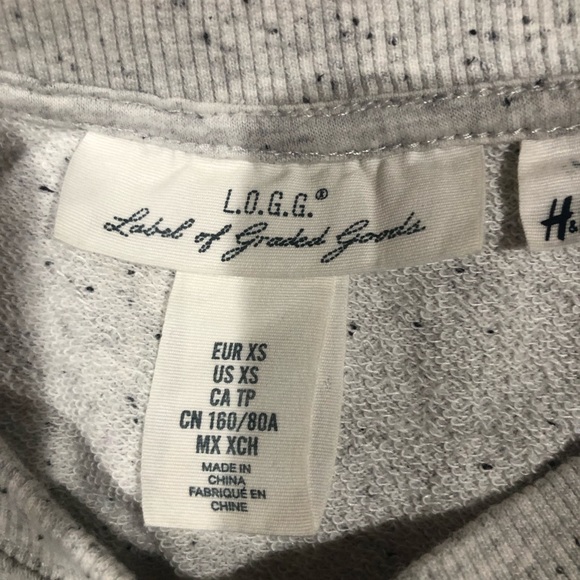 L.O.G.G.®
Label of Graded Goods
H&
EUR XS
US XS
CA TP
CN 160/80A
MX XCH
MADE IN
CHINA
FABRIQUÉ EN
CHINE